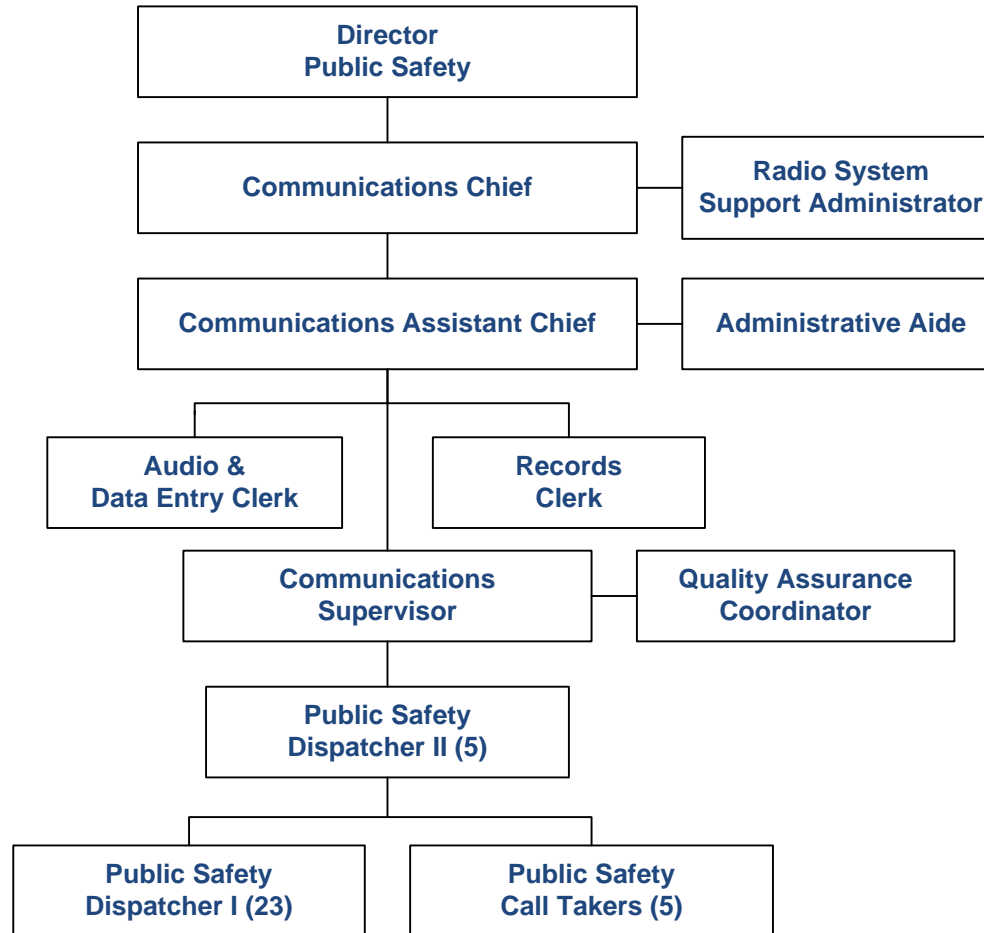 Director
Public Safety
Communications Chief
Radio System
Support Administrator
Communications Assistant Chief
Administrative Aide
Audio &
Data Entry Clerk
Records
Clerk
Communications
Supervisor
Quality Assurance
Coordinator
Public Safety
Dispatcher II (5)
Public Safety
Dispatcher I (23)
Public Safety
Call Takers (5)